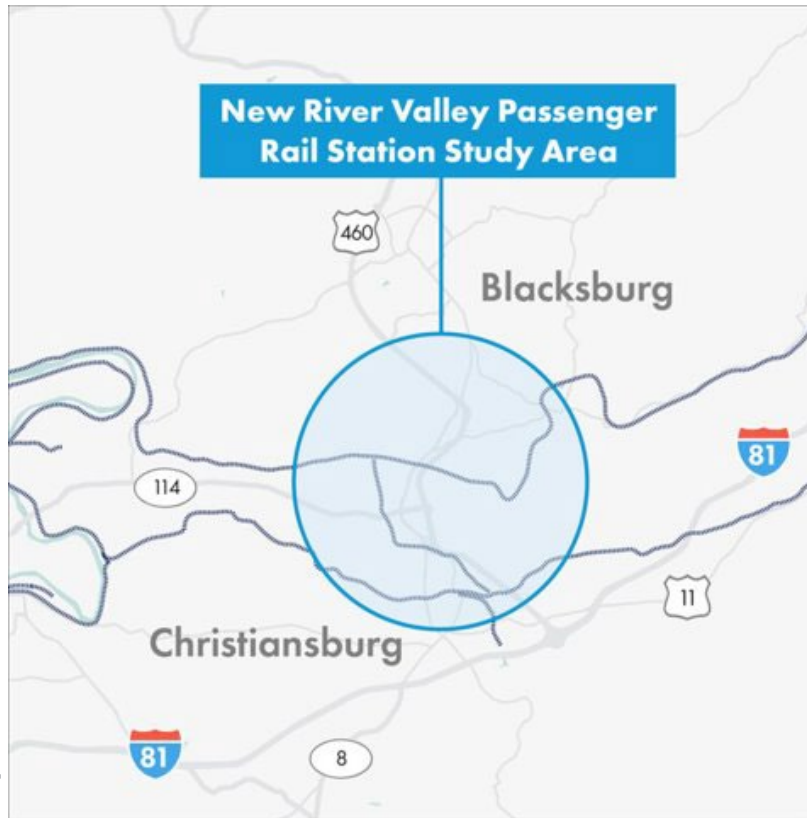 New River Valley Passenger
Rail Station Study Area
460
Blacksburg
81
114
11
Christiansburg
81
8